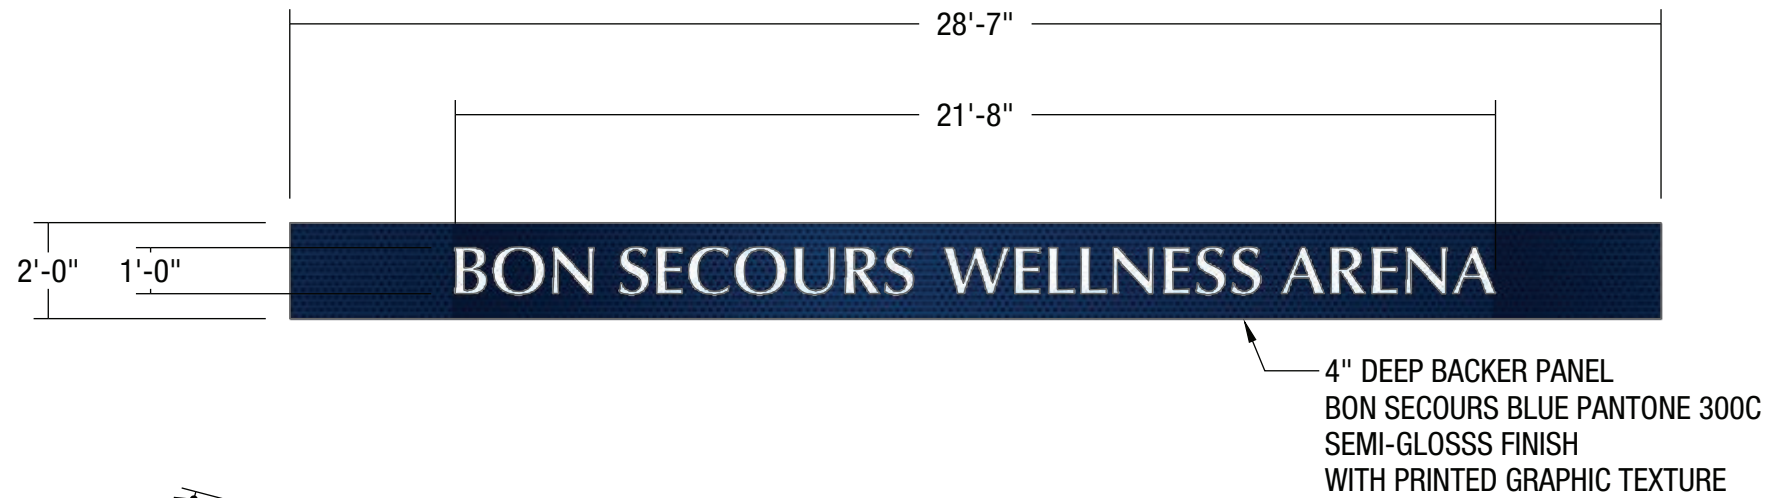 28'-7"
21'-8"
2'-0"
1'-0"
BON SECOURS WELLNESS ARENA
4" DEEP BACKER PANEL
BON SECOURS BLUE PANTONE 300C
SEMI-GLOSSS FINISH
WITH PRINTED GRAPHIC TEXTURE